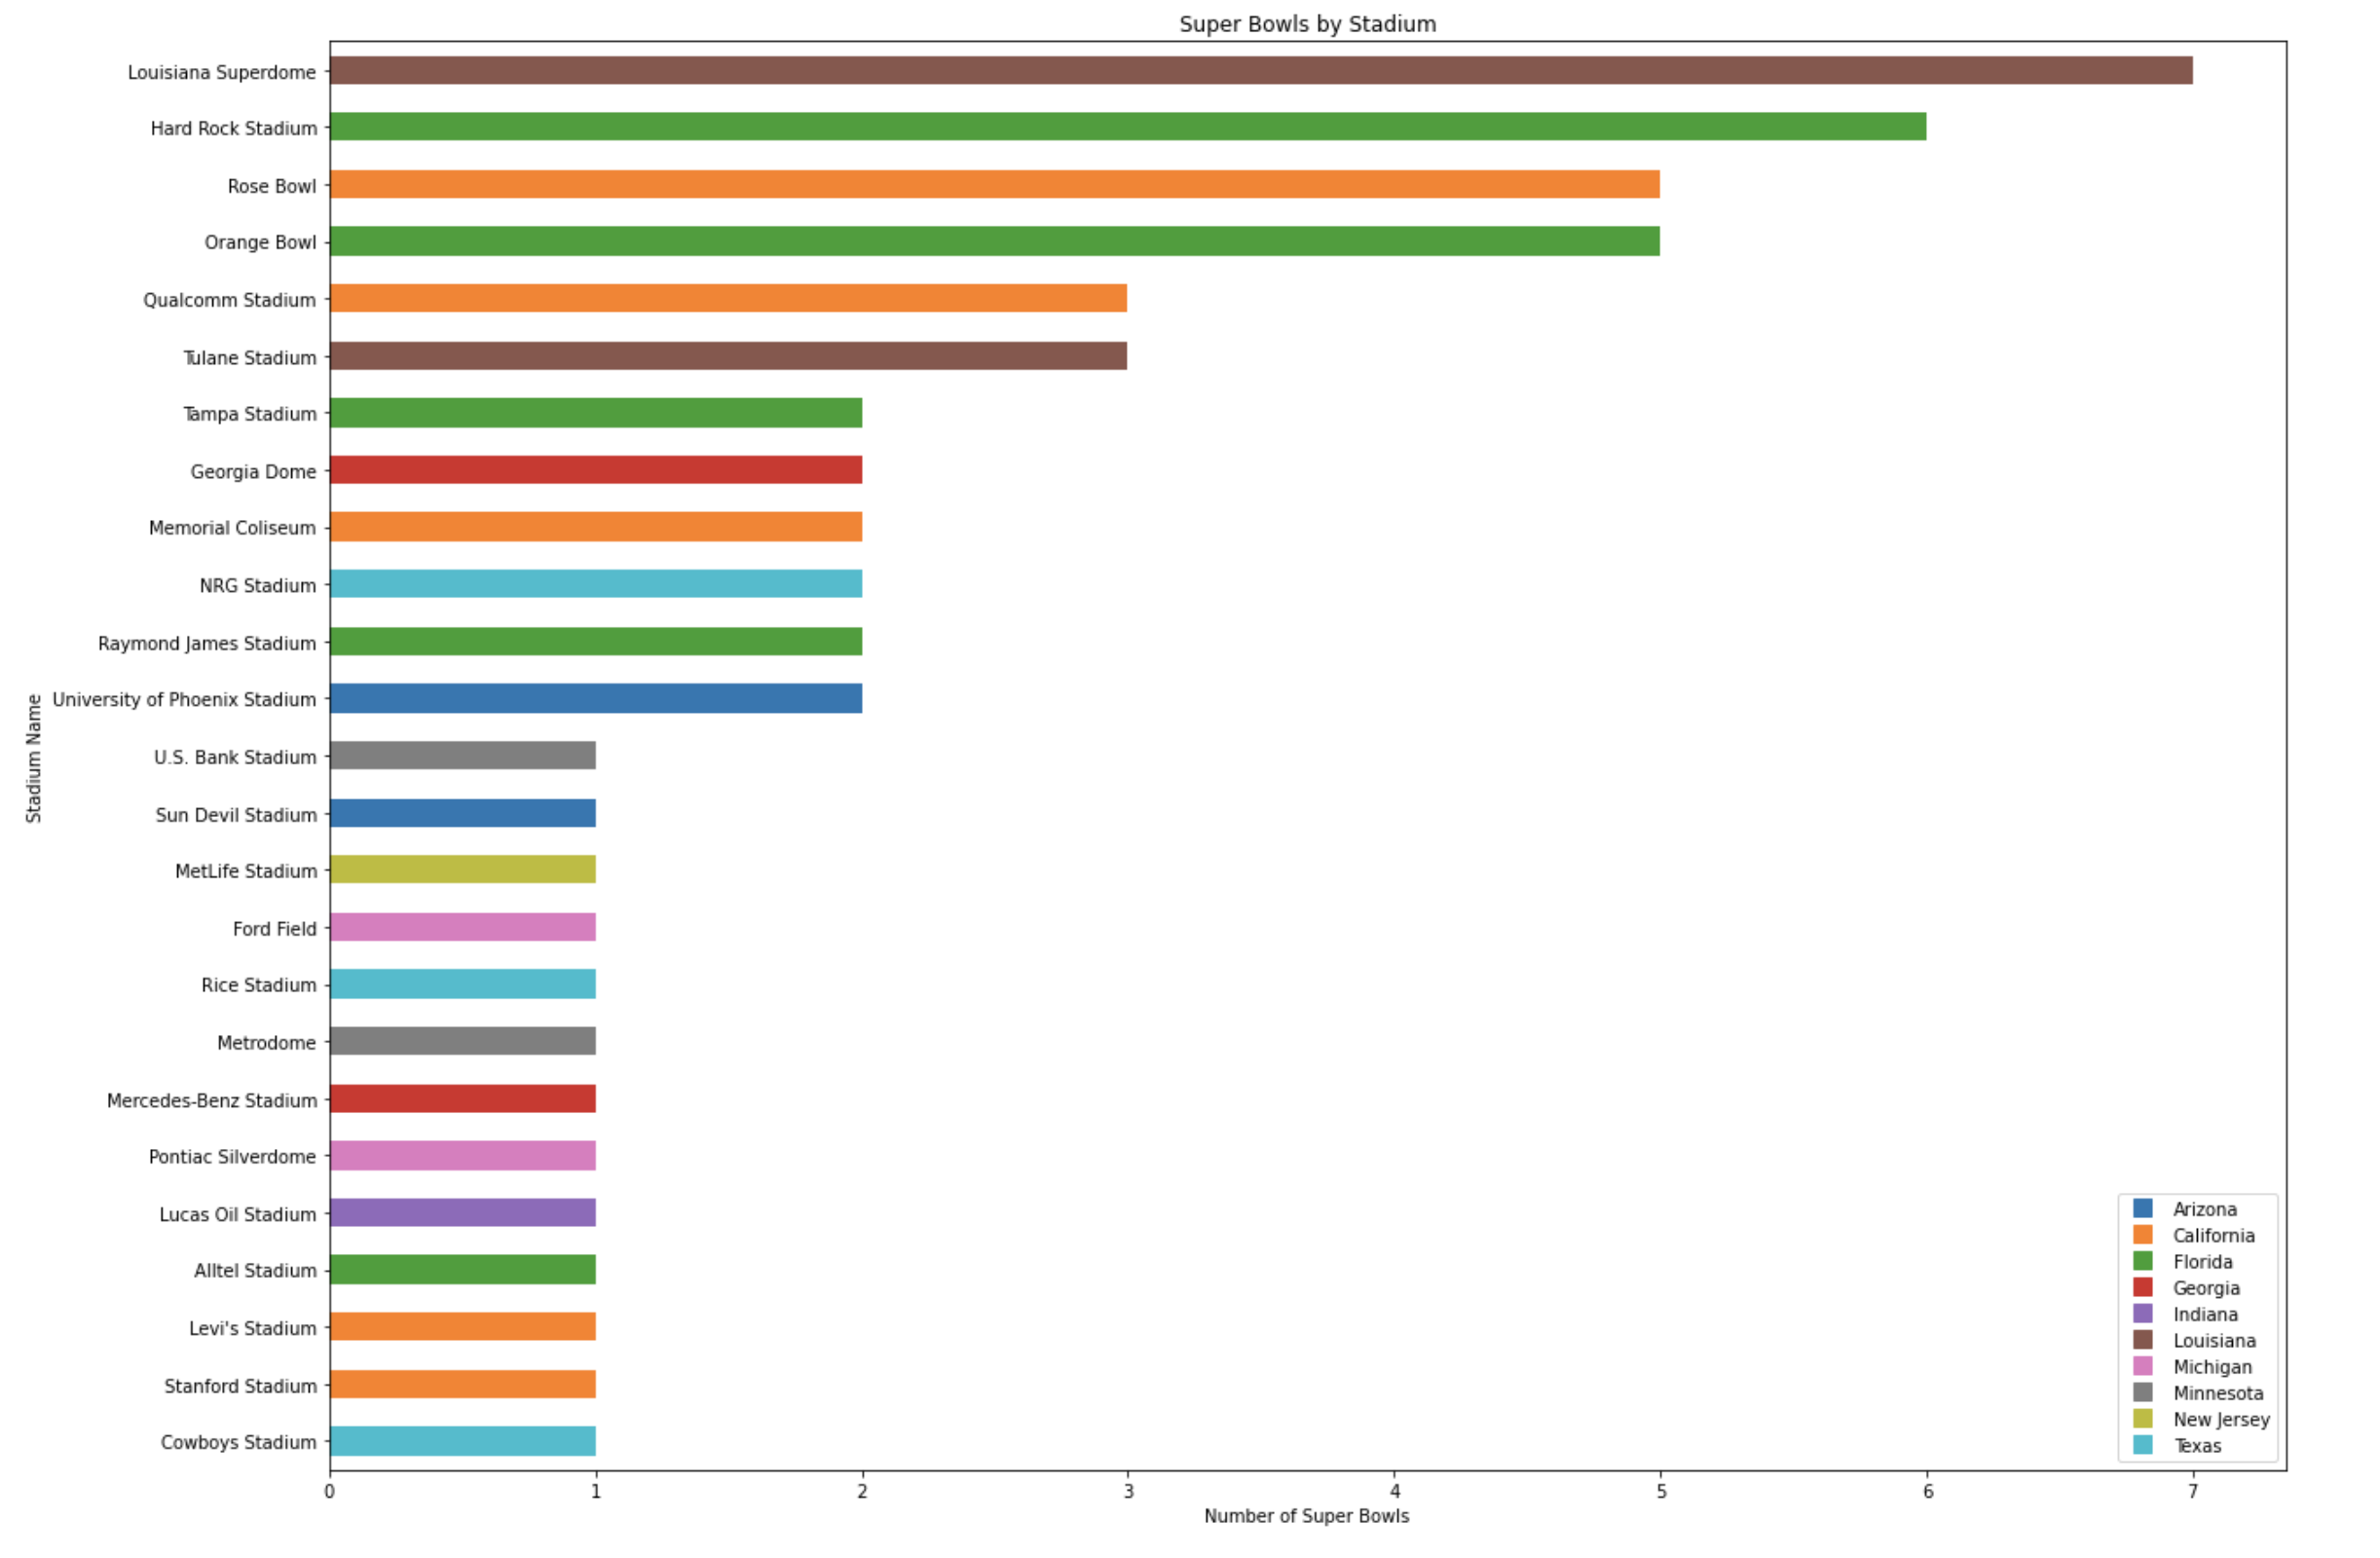 Super Bowls by Stadium
Louisiana Superdome
Hard Rock Stadium
Rose Bowl
Orange Bowl
Qualcomm Stadium
Tulane Stadium
Tampa Stadium
Georgia Dome
Memorial Coliseum
NRG Stadium
Raymond James Stadium
University of Phoenix Stadium
U.S. Bank Stadium
Sun Devil Stadium
MetLife Stadium
Ford Field
Rice Stadium
Metrodome
Mercedes-Benz Stadium
Pontiac Silverdome
Lucas Oil Stadium
Alltel Stadium
Levi's Stadium
Stanford Stadium
Cowboys Stadium
Stadium Name
Arizona
California
Florida
Georgia
Indiana
Louisiana
Michigan
Minnesota
New Jersey
Texas
0 1 2 3 4 5 6 7
Number of Super Bowls